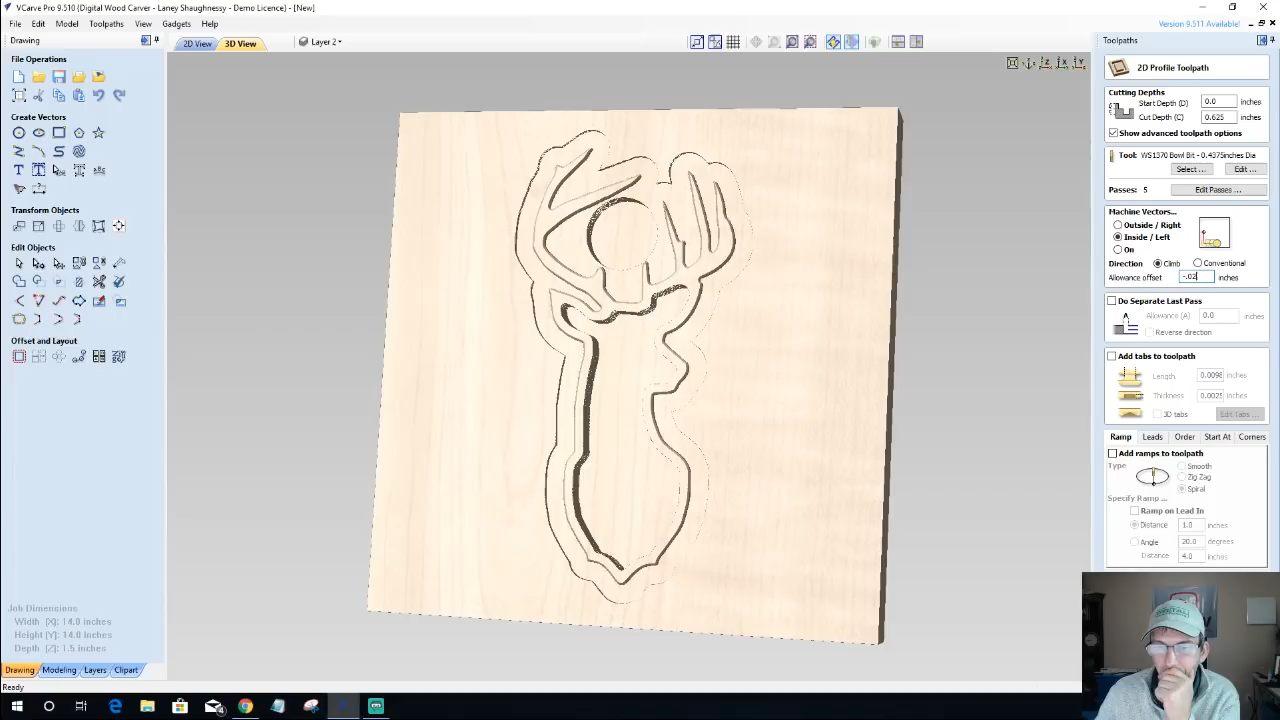 VCarve Pro 9.510 {Digital Wood Carver - Laney Shaughnessy - Demo Licence} - [New]
File Edit Model Toolpaths View Gadgets Help
Version 9.511 Available!
Drawing
2D View
3D View
Layer 2
Toolpaths
File Operations
Create Vectors
Transform Objects
Edit Objects
Offset and Layout
Job Dimensions
Width [X]: 14.0 inches
Height [Y]: 14.0 inches
Depth [Z]: 1.5 inches
Drawing Modeling Layers Clipart
Ready
2D Profile Toolpath
Cutting Depths
Start Depth (D) 0.0 inches
Cut Depth (C) 0.625 inches
Show advanced toolpath options
Tool: WS1370 Bowl Bit - 0.4375inches Dia
Select ... Edit ...
Passes: 5 Edit Passes ...
Machine Vectors...
Outside / Right
Inside / Left
On
Direction Climb Conventional
Allowance offset -.02 inches
Do Separate Last Pass
Allowance (A) 0.0 inches
Reverse direction
Add tabs to toolpath
Length 0.0098 inches
Thickness 0.0025 inches
3D tabs Edit Tabs ...
Ramp Leads Order Start At Corners
Add ramps to toolpath
Type Smooth
Zig Zag
Spiral
Specify Ramp ...
Ramp on Lead In
Distance 1.0 inches
Angle 20.0 degrees
Distance 4.0 inches